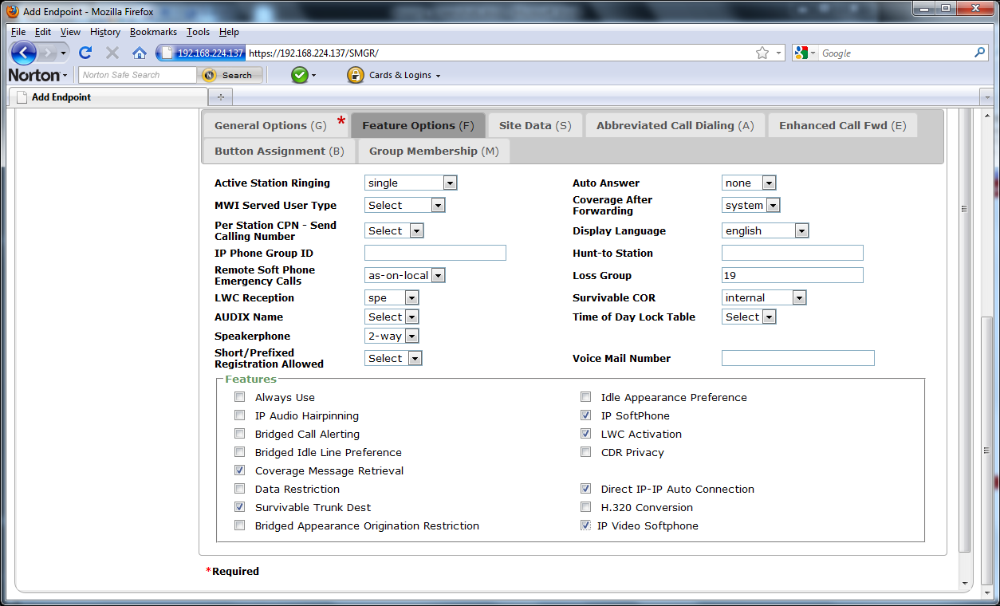 Add Endpoint - Mozilla Firefox
File Edit View History Bookmarks Tools Help
192.168.224.137 https://192.168.224.137/SMGR/ Google
Norton Norton Safe Search Search Cards & Logins
Add Endpoint
General Options (G) * Feature Options (F) Site Data (S) Abbreviated Call Dialing (A) Enhanced Call Fwd (E)
Button Assignment (B) Group Membership (M)
Active Station Ringing single Auto Answer none
MWI Served User Type Select Coverage After
Forwarding system
Per Station CPN - Send
Calling Number Select Display Language english
IP Phone Group ID Hunt-to Station
Remote Soft Phone
Emergency Calls as-on-local Loss Group 19
LWC Reception spe Survivable COR internal
AUDIX Name Select Time of Day Lock Table Select
Speakerphone 2-way
Short/Prefixed
Registration Allowed Select Voice Mail Number
Features
Always Use Idle Appearance Preference
IP Audio Hairpinning IP SoftPhone
Bridged Call Alerting LWC Activation
Bridged Idle Line Preference CDR Privacy
Coverage Message Retrieval
Data Restriction Direct IP-IP Auto Connection
Survivable Trunk Dest H.320 Conversion
Bridged Appearance Origination Restriction IP Video Softphone
*Required